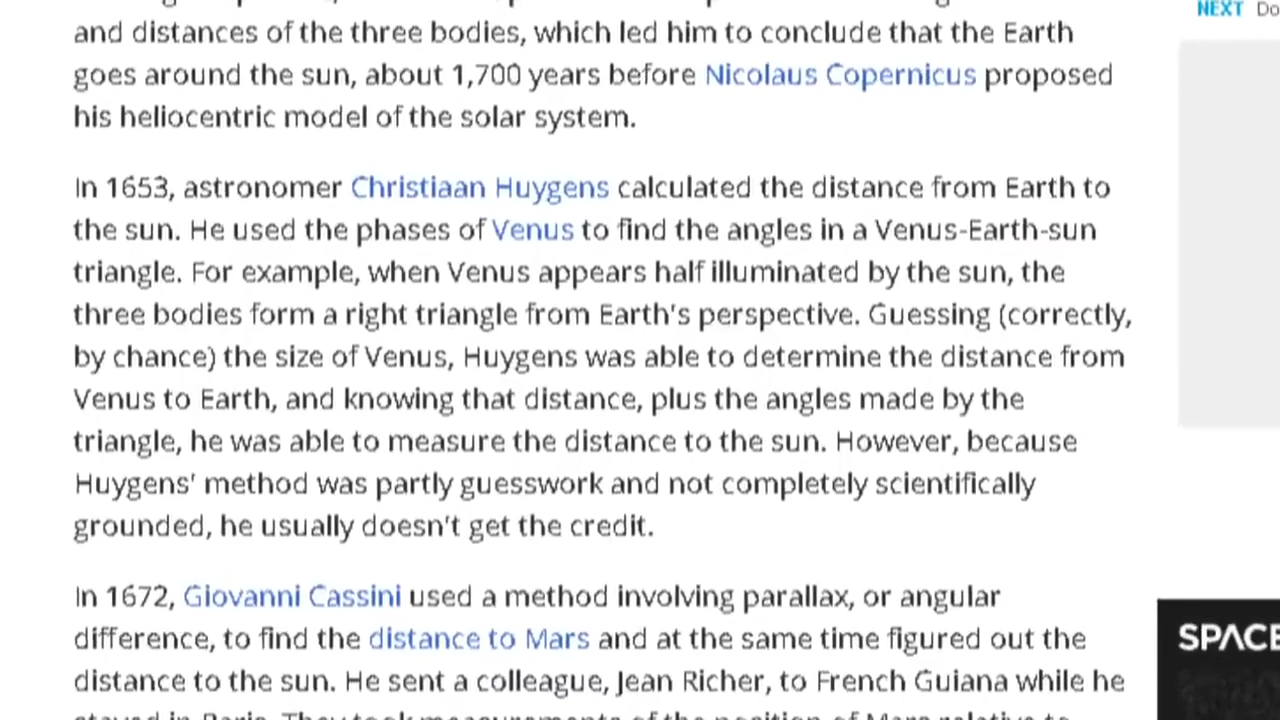 and distances of the three bodies, which led him to conclude that the Earth
goes around the sun, about 1,700 years before Nicolaus Copernicus proposed
his heliocentric model of the solar system.
In 1653, astronomer Christiaan Huygens calculated the distance from Earth to
the sun. He used the phases of Venus to find the angles in a Venus-Earth-sun
triangle. For example, when Venus appears half illuminated by the sun, the
three bodies form a right triangle from Earth's perspective. Guessing (correctly,
by chance) the size of Venus, Huygens was able to determine the distance from
Venus to Earth, and knowing that distance, plus the angles made by the
triangle, he was able to measure the distance to the sun. However, because
Huygens' method was partly guesswork and not completely scientifically
grounded, he usually doesn't get the credit.
In 1672, Giovanni Cassini used a method involving parallax, or angular
difference, to find the distance to Mars and at the same time figured out the
distance to the sun. He sent a colleague, Jean Richer, to French Guiana while he
NEXT Do
SPACE